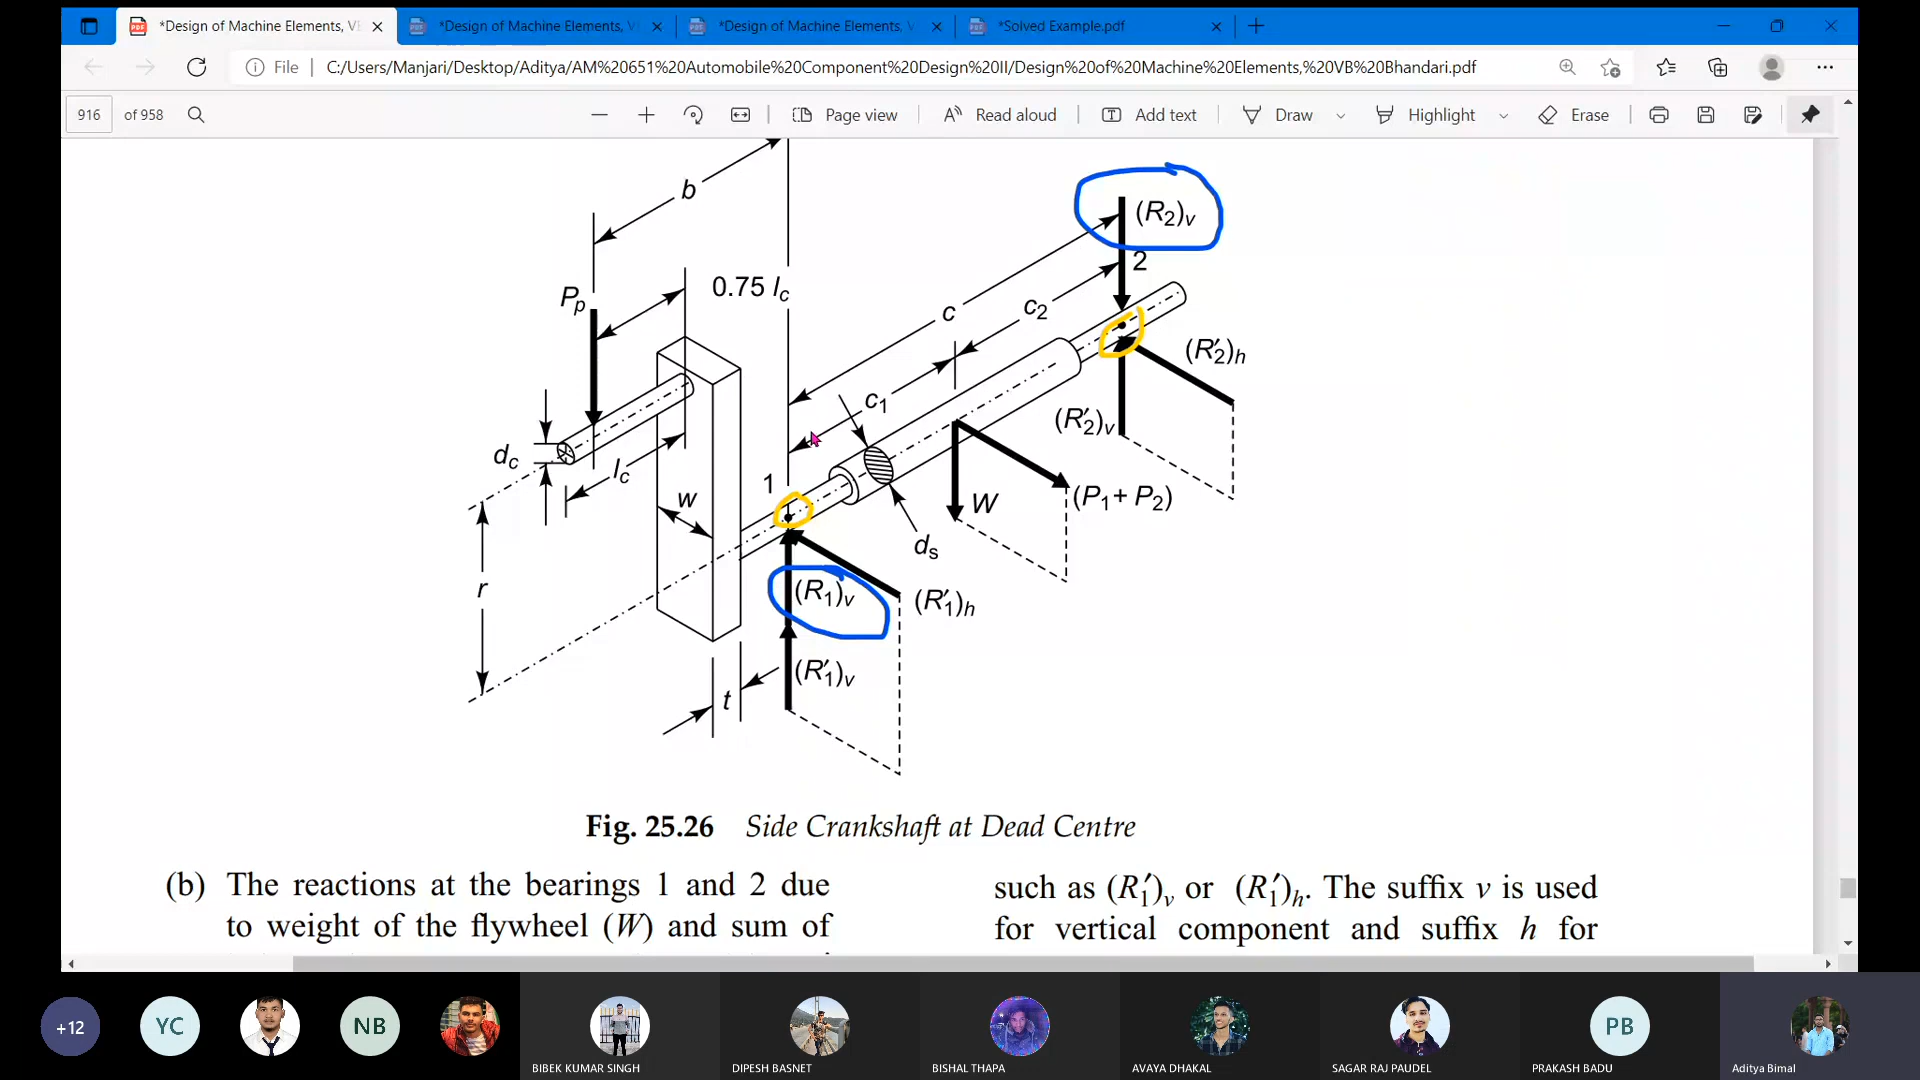 *Design of Machine Elements, V
*Design of Machine Elements, V
*Design of Machine Elements, V
*Solved Example.pdf
File
C:/Users/Manjari/Desktop/Aditya/AM%20651%20Automobile%20Component%20Design%20II/Design%20of%20Machine%20Elements,%20VB%20Bhandari.pdf
916 of 958
Page view
Read aloud
Add text
Draw
Highlight
Erase
b
(R2)v
2
0.75 lc
Pp
c
c2
(R′2)h
c1
(R′2)v
dc
lc
1
w
W
(P1 + P2)
ds
r
(R1)v
(R′1)h
(R′1)v
t
Fig. 25.26 Side Crankshaft at Dead Centre
(b) The reactions at the bearings 1 and 2 due
to weight of the flywheel (W) and sum of
such as (R′1)v or (R′1)h. The suffix v is used
for vertical component and suffix h for
+12
YC
NB
PB
BIBEK KUMAR SINGH
DIPESH BASNET
BISHAL THAPA
AVAYA DHAKAL
SAGAR RAJ PAUDEL
PRAKASH BADU
Aditya Bimal